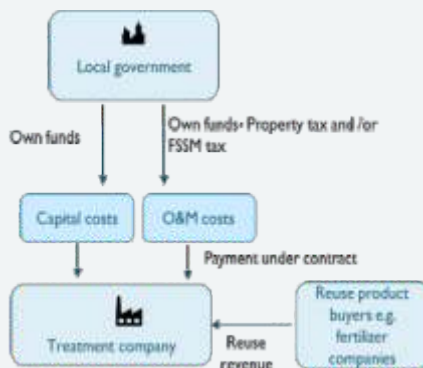 Local government
Own funds
Own funds- Property tax and /or
FSSM tax
Capital costs
O&M costs
Payment under contract
Treatment company
Reuse
revenue
Reuse product
buyers e.g.
fertilizer
companies